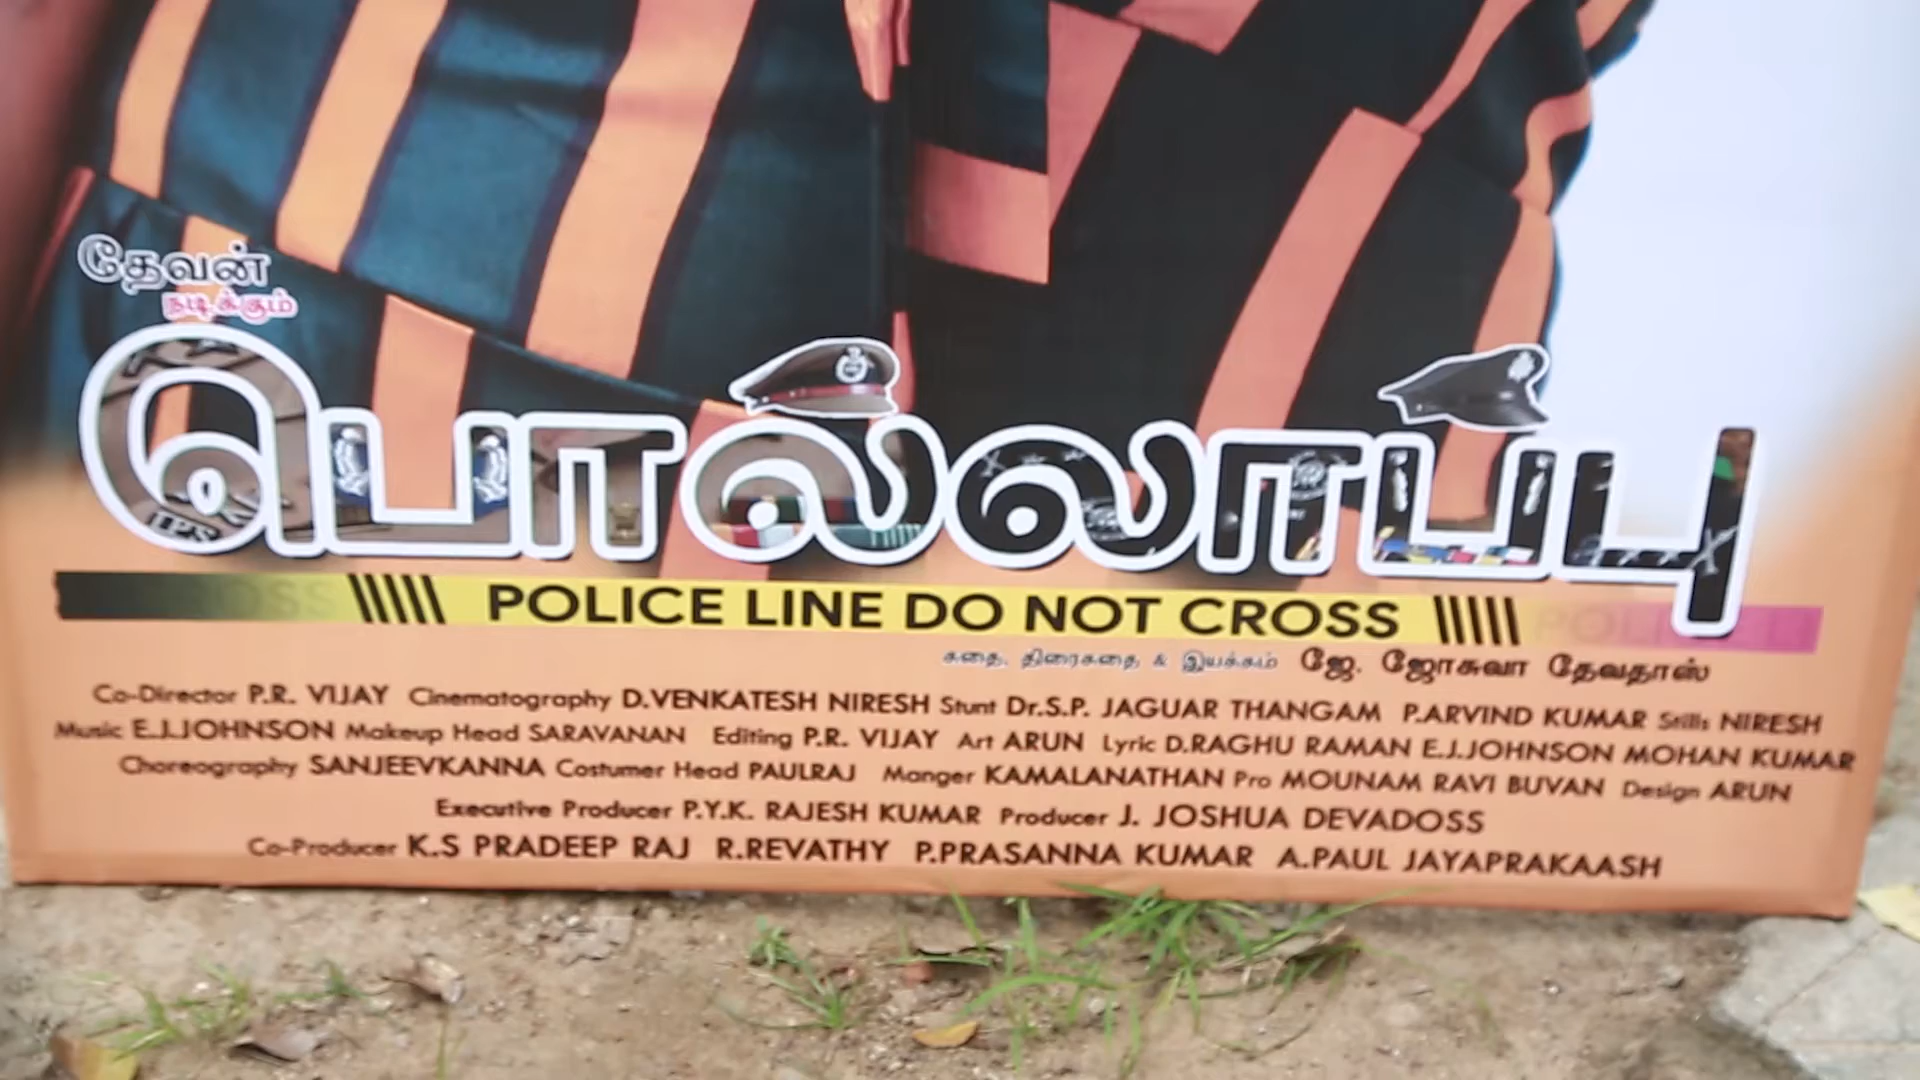 தேவன்
நடிக்கும்
பொல்லாப்பு
IPS
POLICE LINE DO NOT CROSS
கதை, திரைகதை & இயக்கம் ஜே. ஜோசுவா தேவதாஸ்
Co-Director P.R. VIJAY Cinematography D.VENKATESH NIRESH Stunt Dr.S.P. JAGUAR THANGAM P.ARVIND KUMAR Stills NIRESH
Music E.J.JOHNSON Makeup Head SARAVANAN Editing P.R. VIJAY Art ARUN Lyric D.RAGHU RAMAN E.J.JOHNSON MOHAN KUMAR
Choreography SANJEEVKANNA Costumer Head PAULRAJ Manger KAMALANATHAN Pro MOUNAM RAVI BUVAN Design ARUN
Executive Producer P.Y.K. RAJESH KUMAR Producer J. JOSHUA DEVADOSS
Co-Producer K.S PRADEEP RAJ R.REVATHY P.PRASANNA KUMAR A.PAUL JAYAPRAKAASH